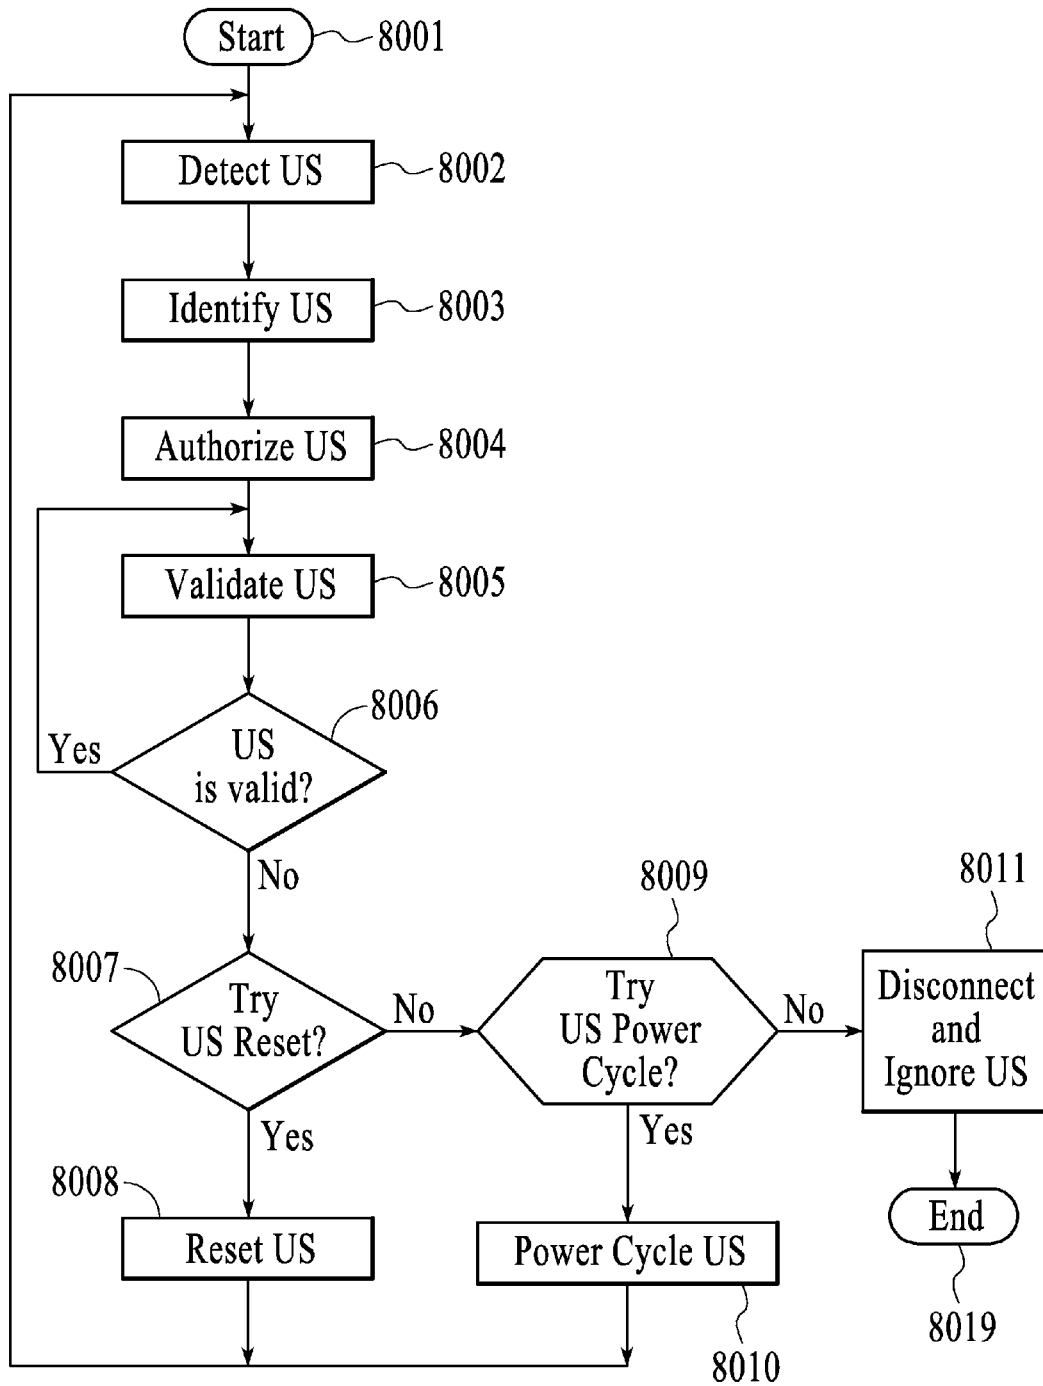 Start
8001
Detect US
8002
Identify US
8003
Authorize US
8004
Validate US
8005
8006
Yes
US
is valid?
No
8009
8011
8007
Try
US Reset?
No
Try
US Power
Cycle?
No
Disconnect
and
Ignore US
Yes
Yes
8008
Reset US
Power Cycle US
End
8010
8019